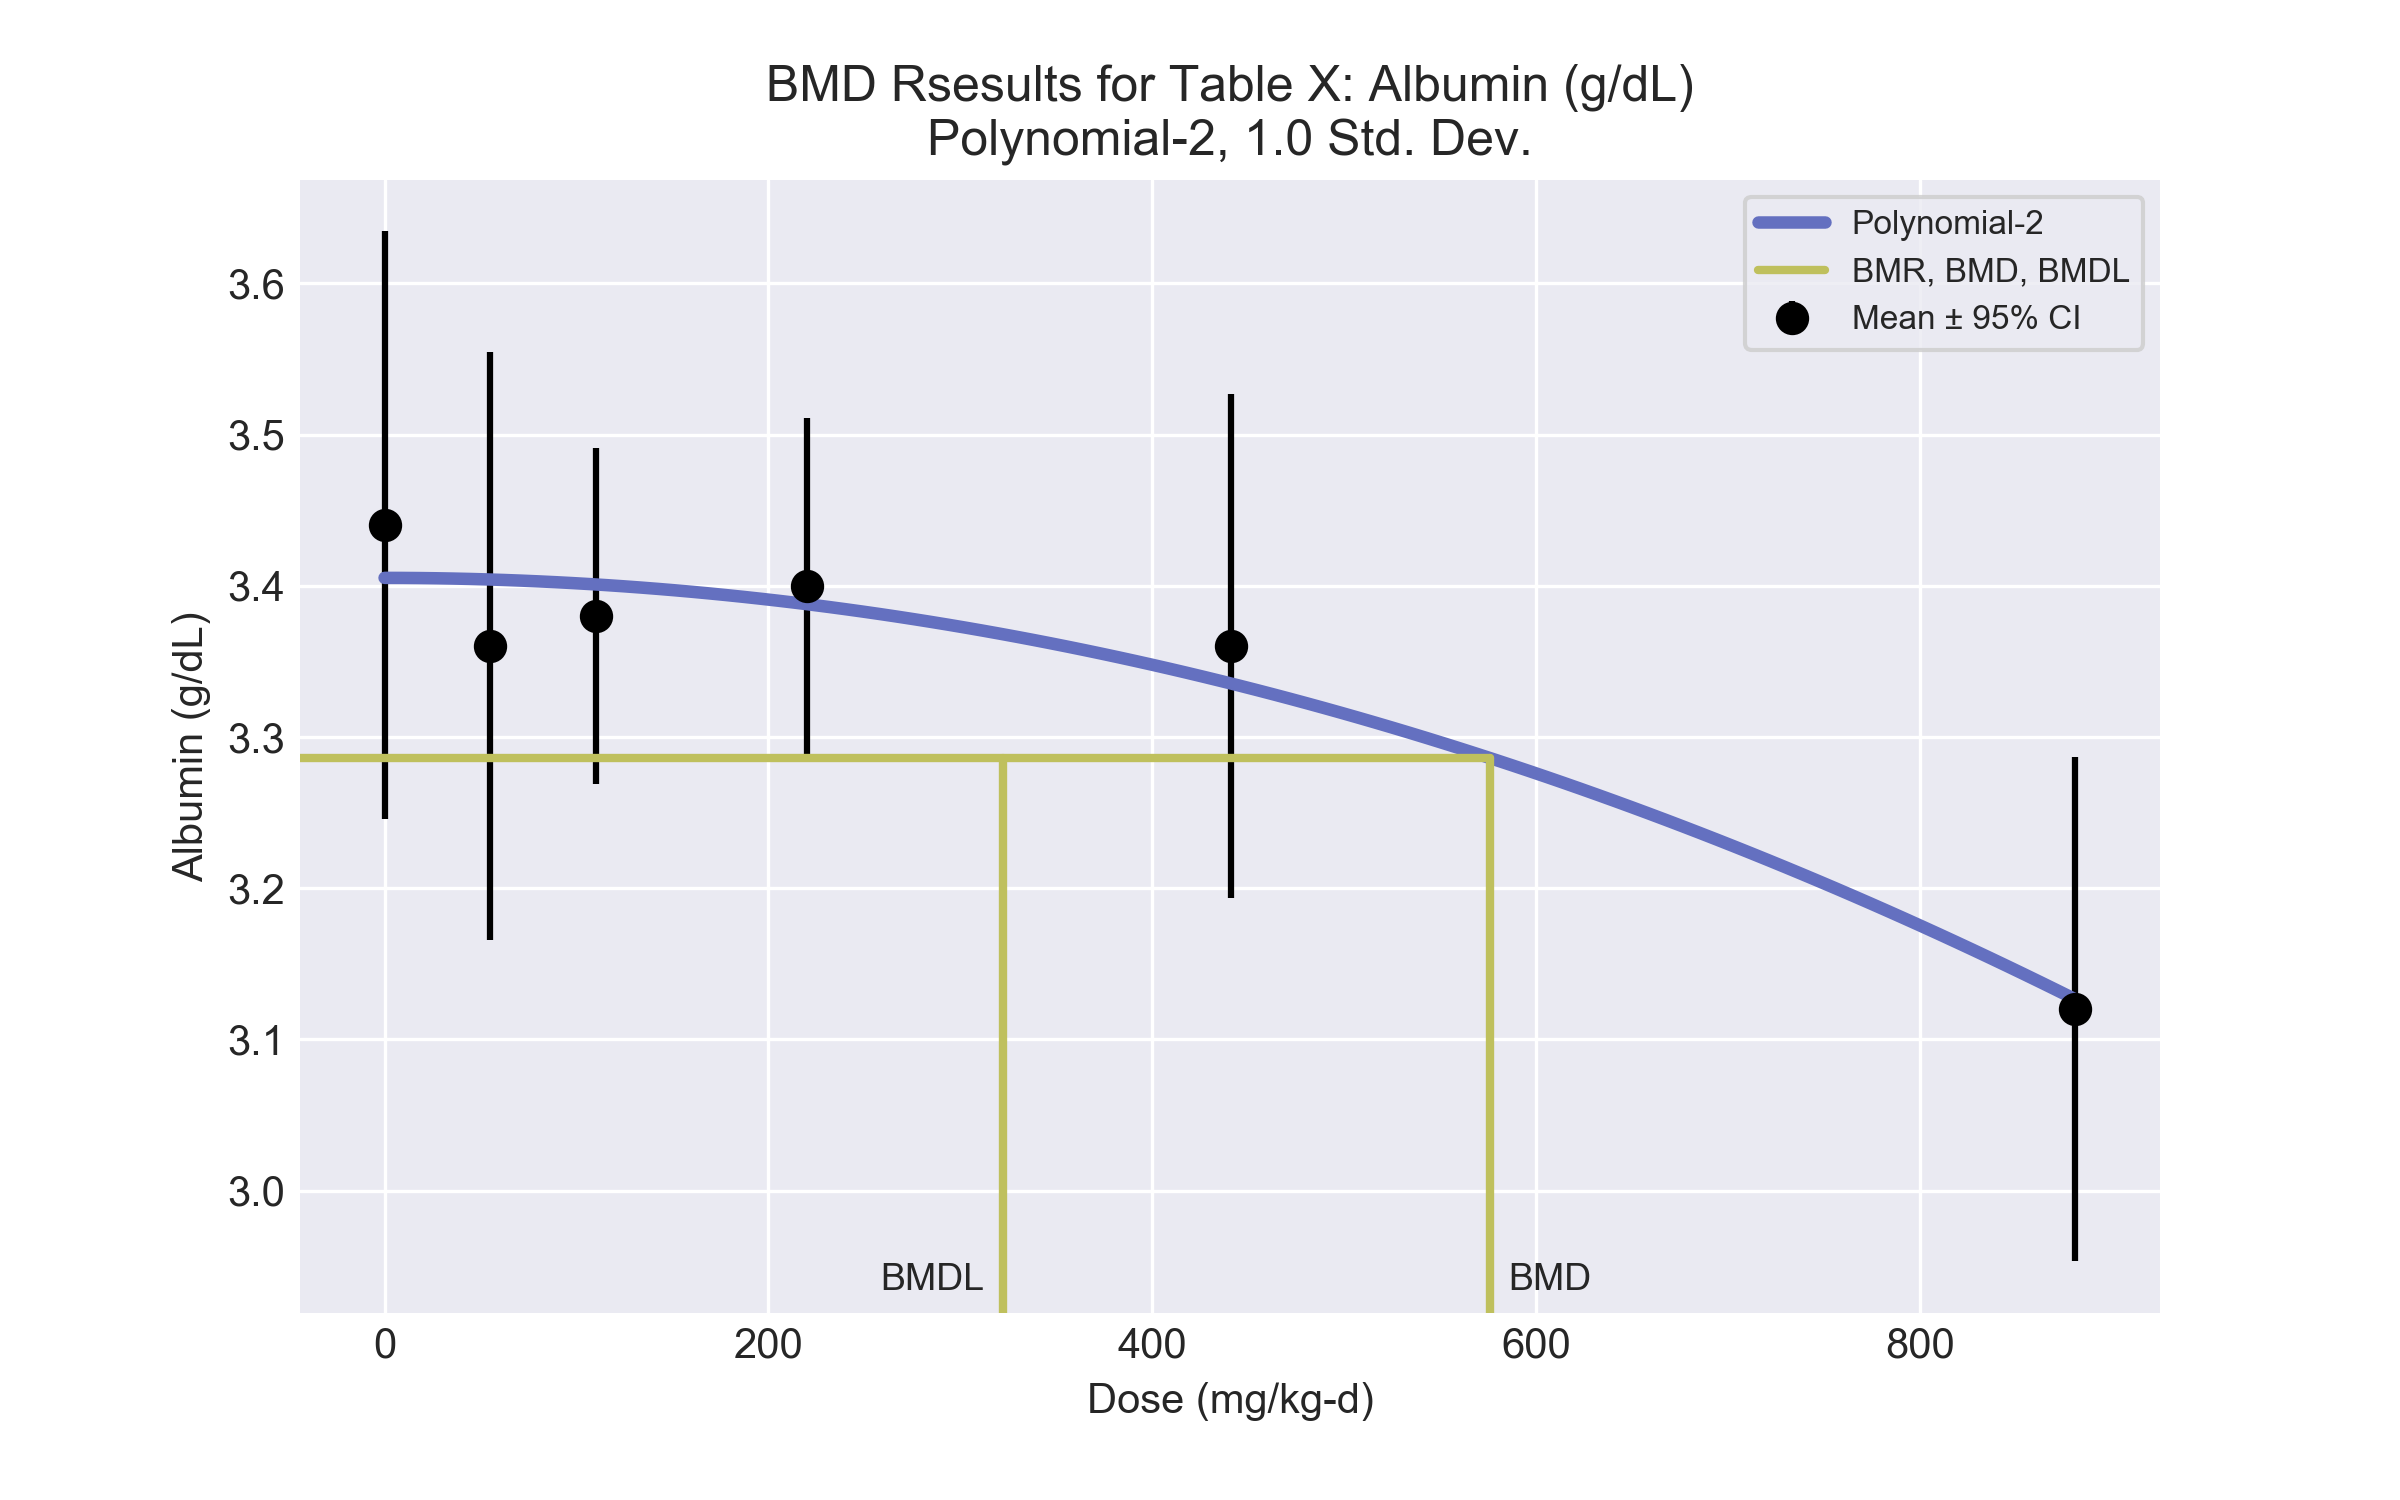 BMD Rsesults for Table X: Albumin (g/dL)
Polynomial-2, 1.0 Std. Dev.
Polynomial-2
BMR, BMD, BMDL
Mean ± 95% CI
Albumin (g/dL)
3.6
3.5
3.4
3.3
3.2
3.1
3.0
BMDL
BMD
0 200 400 600 800
Dose (mg/kg-d)